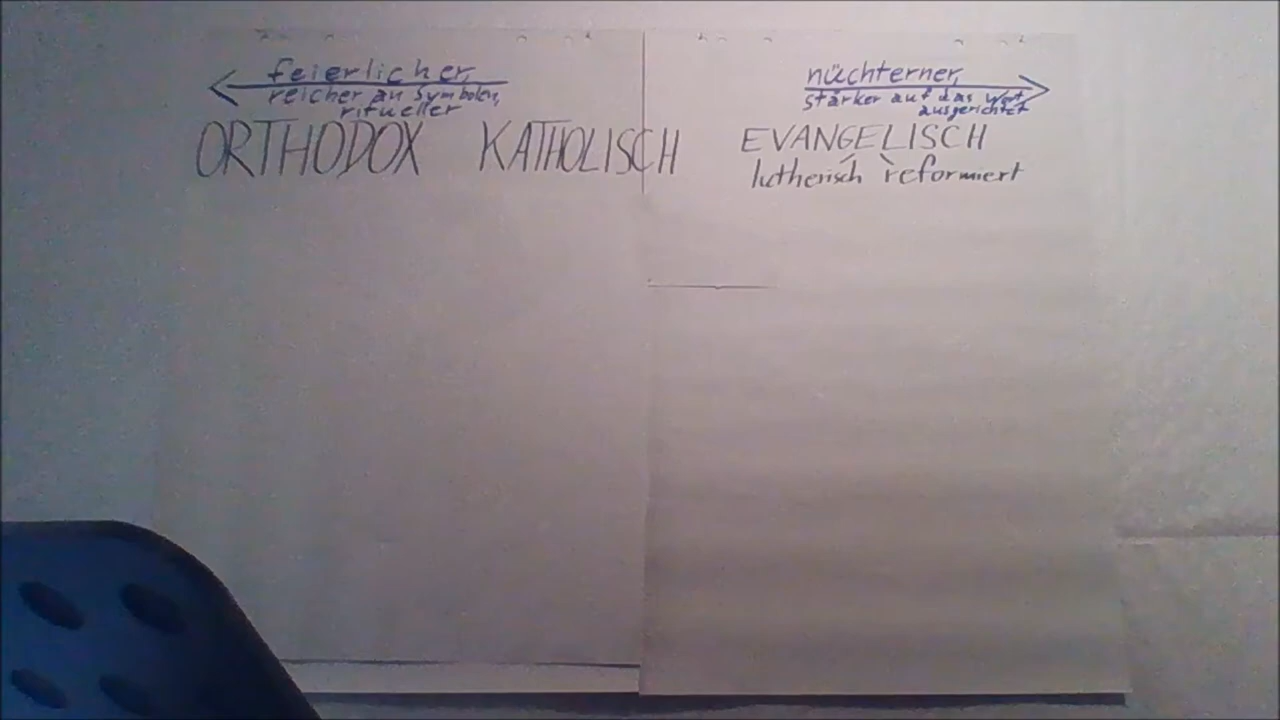 feierlicher,
reicher an Symbolen,
ritueller
nüchterner,
stärker auf das Wort
ausgerichtet
ORTHODOX KATHOLISCH EVANGELISCH
lutherisch reformiert